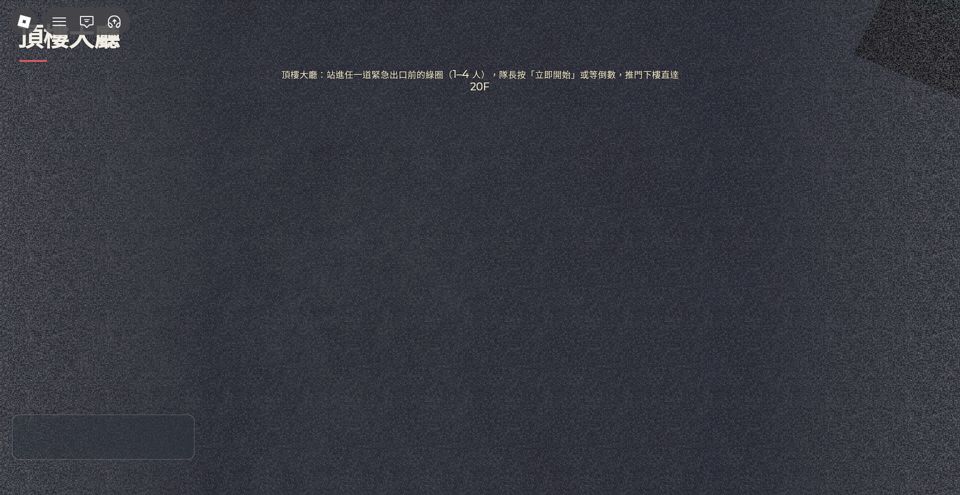 頂樓大廳
頂樓大廳：站進任一道緊急出口前的綠圈（1–4 人），隊長按「立即開始」或等倒數，推門下樓直達
20F